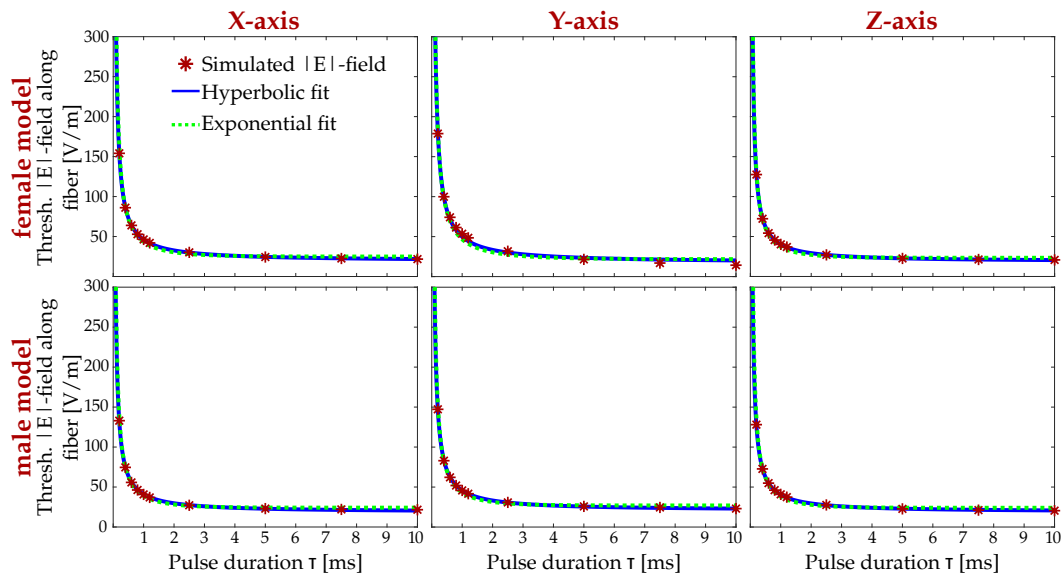 X-axis Y-axis Z-axis
female model
Thresh. |E|-field along
fiber [V/m]
300
250
200
150
100
50
Simulated |E|-field
Hyperbolic fit
Exponential fit
male model
Thresh. |E|-field along
fiber [V/m]
300
250
200
150
100
50
0
1 2 3 4 5 6 7 8 9 10 1 2 3 4 5 6 7 8 9 10 1 2 3 4 5 6 7 8 9 10
Pulse duration τ [ms] Pulse duration τ [ms] Pulse duration τ [ms]